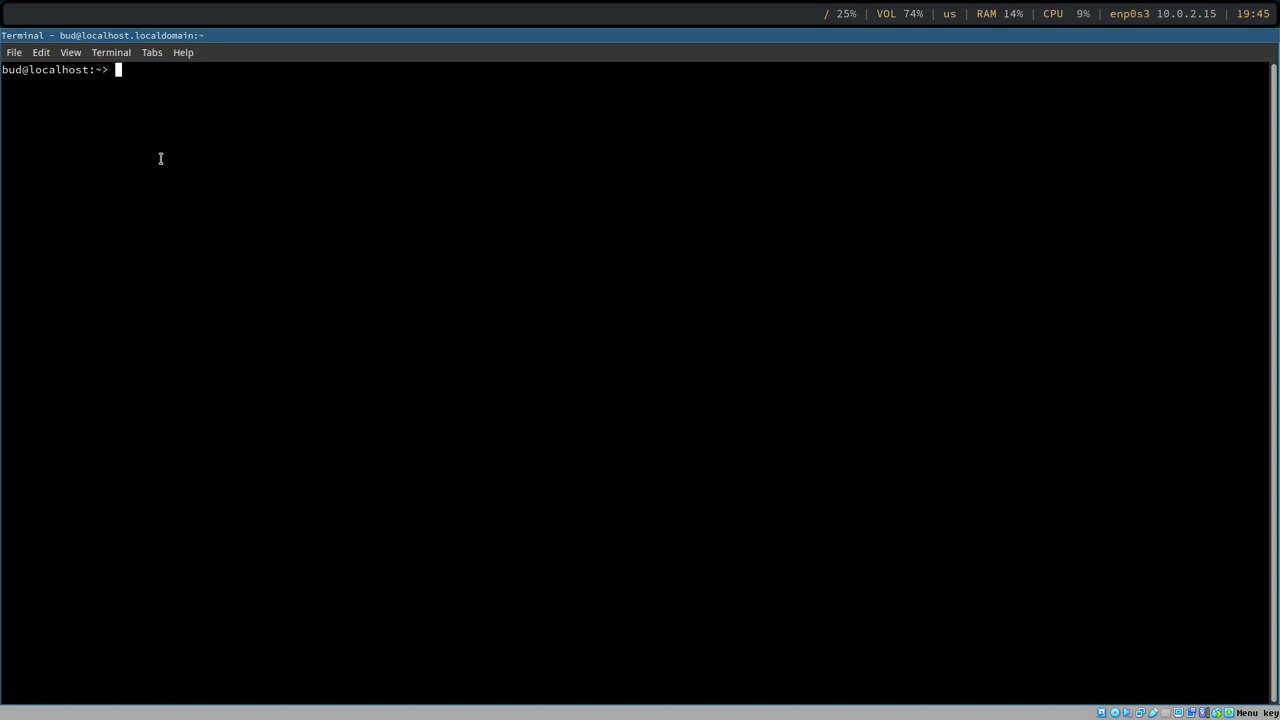 / 25% | VOL 74% | us | RAM 14% | CPU 9% | enp0s3 10.0.2.15 | 19:45
Terminal - bud@localhost.localdomain:~
File Edit View Terminal Tabs Help
bud@localhost:~>
Menu key